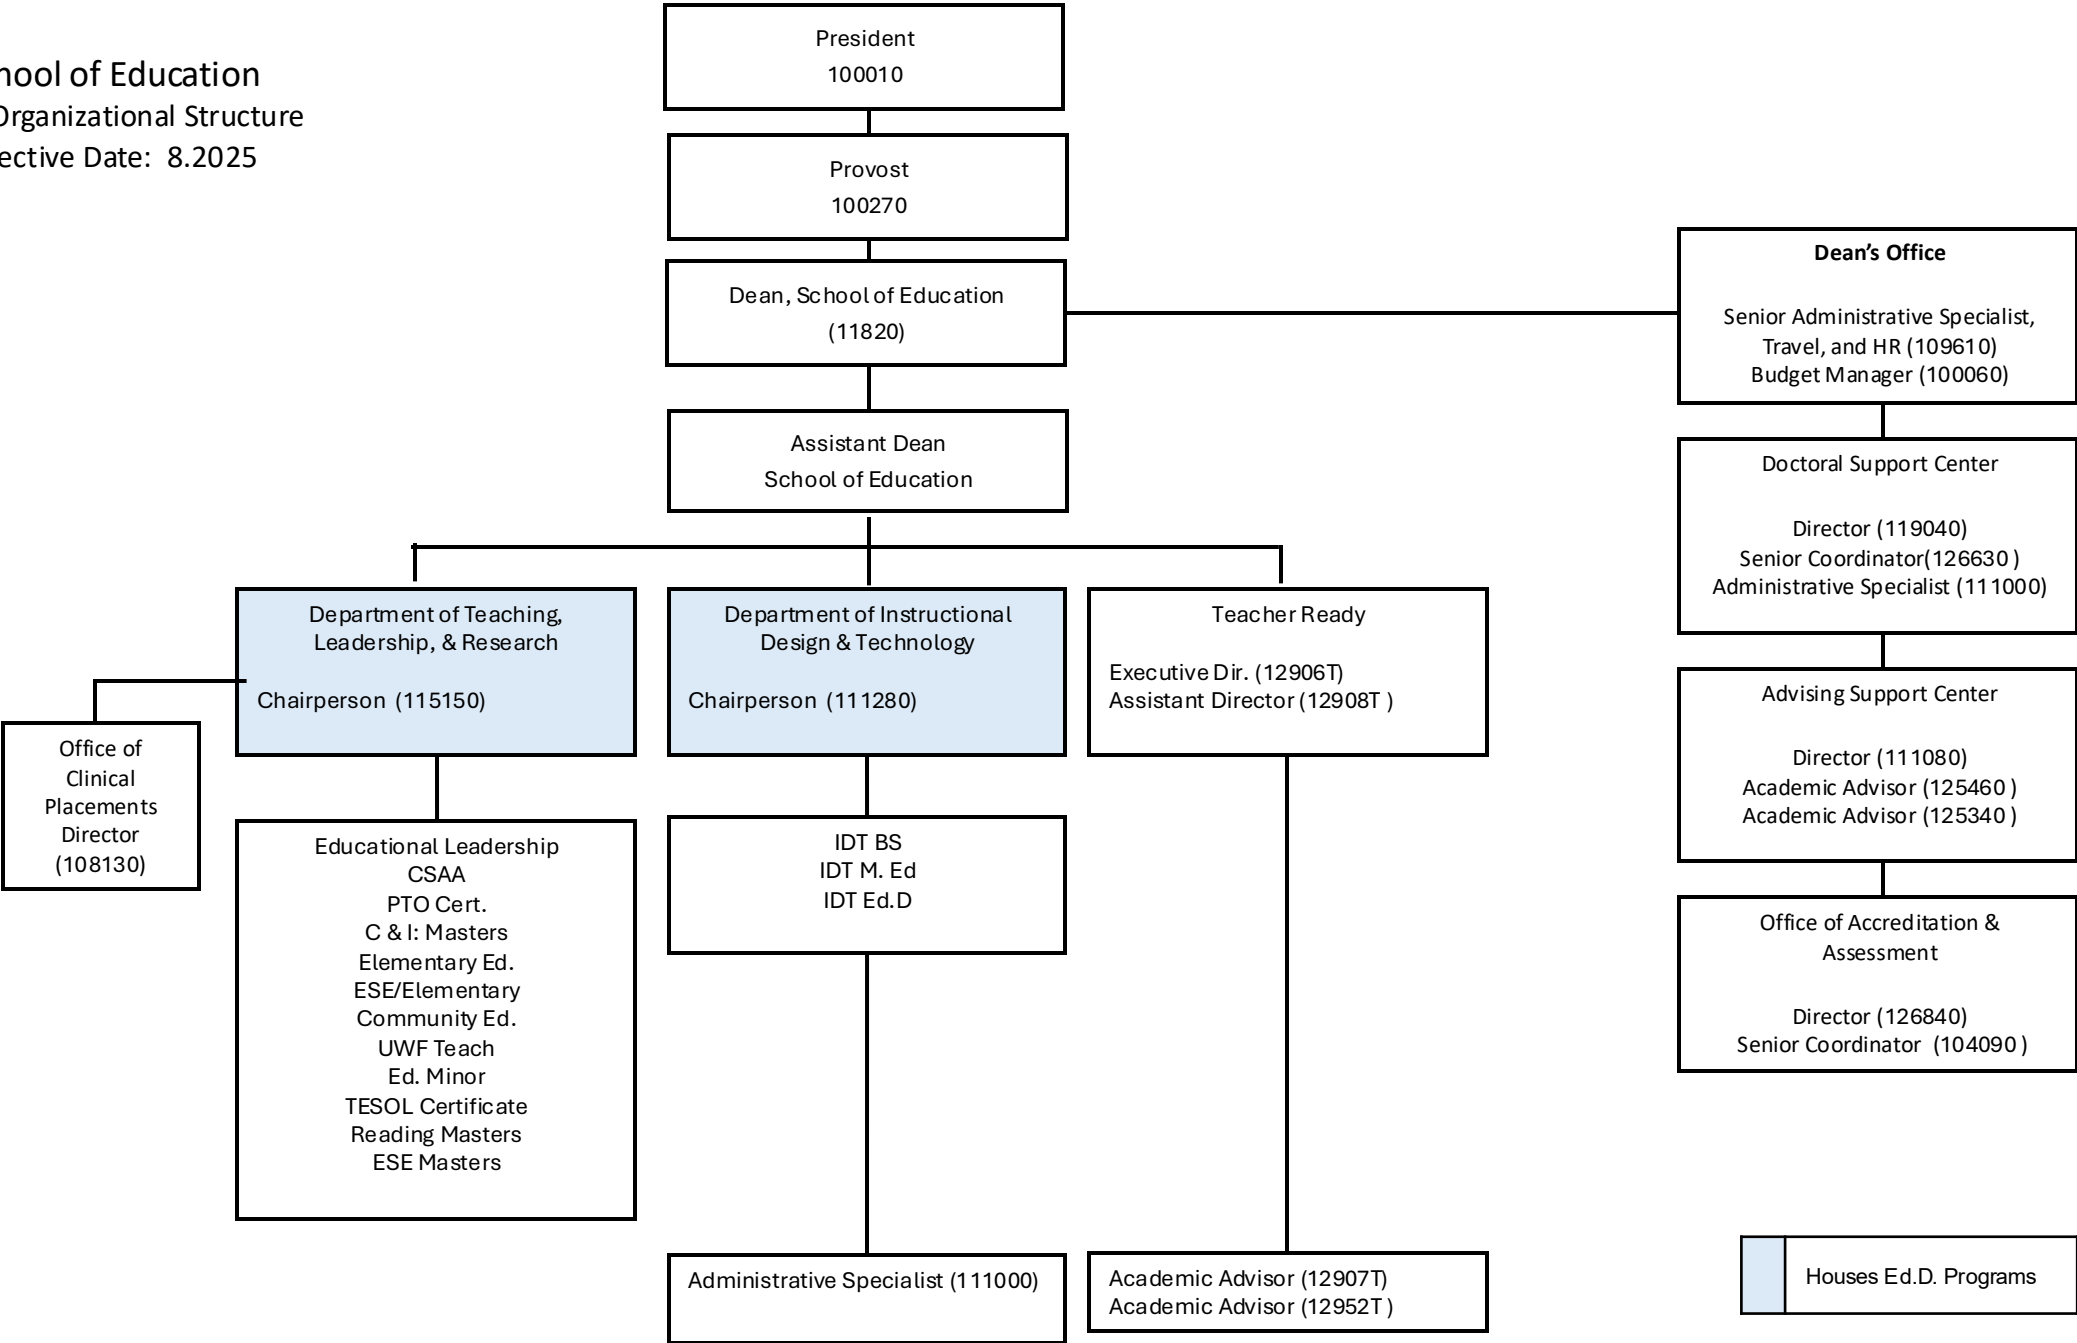 hool of Education
Organizational Structure
ective Date: 8.2025
President
100010
Provost
100270
Dean, School of Education
(11820)
Assistant Dean
School of Education
Dean’s Office
Senior Administrative Specialist,
Travel, and HR (109610)
Budget Manager (100060)
Doctoral Support Center
Director (119040)
Senior Coordinator(126630 )
Administrative Specialist (111000)
Advising Support Center
Director (111080)
Academic Advisor (125460 )
Academic Advisor (125340 )
Office of Accreditation &
Assessment
Director (126840)
Senior Coordinator (104090 )
Department of Teaching,
Leadership, & Research
Chairperson (115150)
Office of
Clinical
Placements
Director
(108130)
Educational Leadership
CSAA
PTO Cert.
C & I: Masters
Elementary Ed.
ESE/Elementary
Community Ed.
UWF Teach
Ed. Minor
TESOL Certificate
Reading Masters
ESE Masters
Department of Instructional
Design & Technology
Chairperson (111280)
IDT BS
IDT M. Ed
IDT Ed.D
Administrative Specialist (111000)
Teacher Ready
Executive Dir. (12906T)
Assistant Director (12908T )
Academic Advisor (12907T)
Academic Advisor (12952T )
Houses Ed.D. Programs